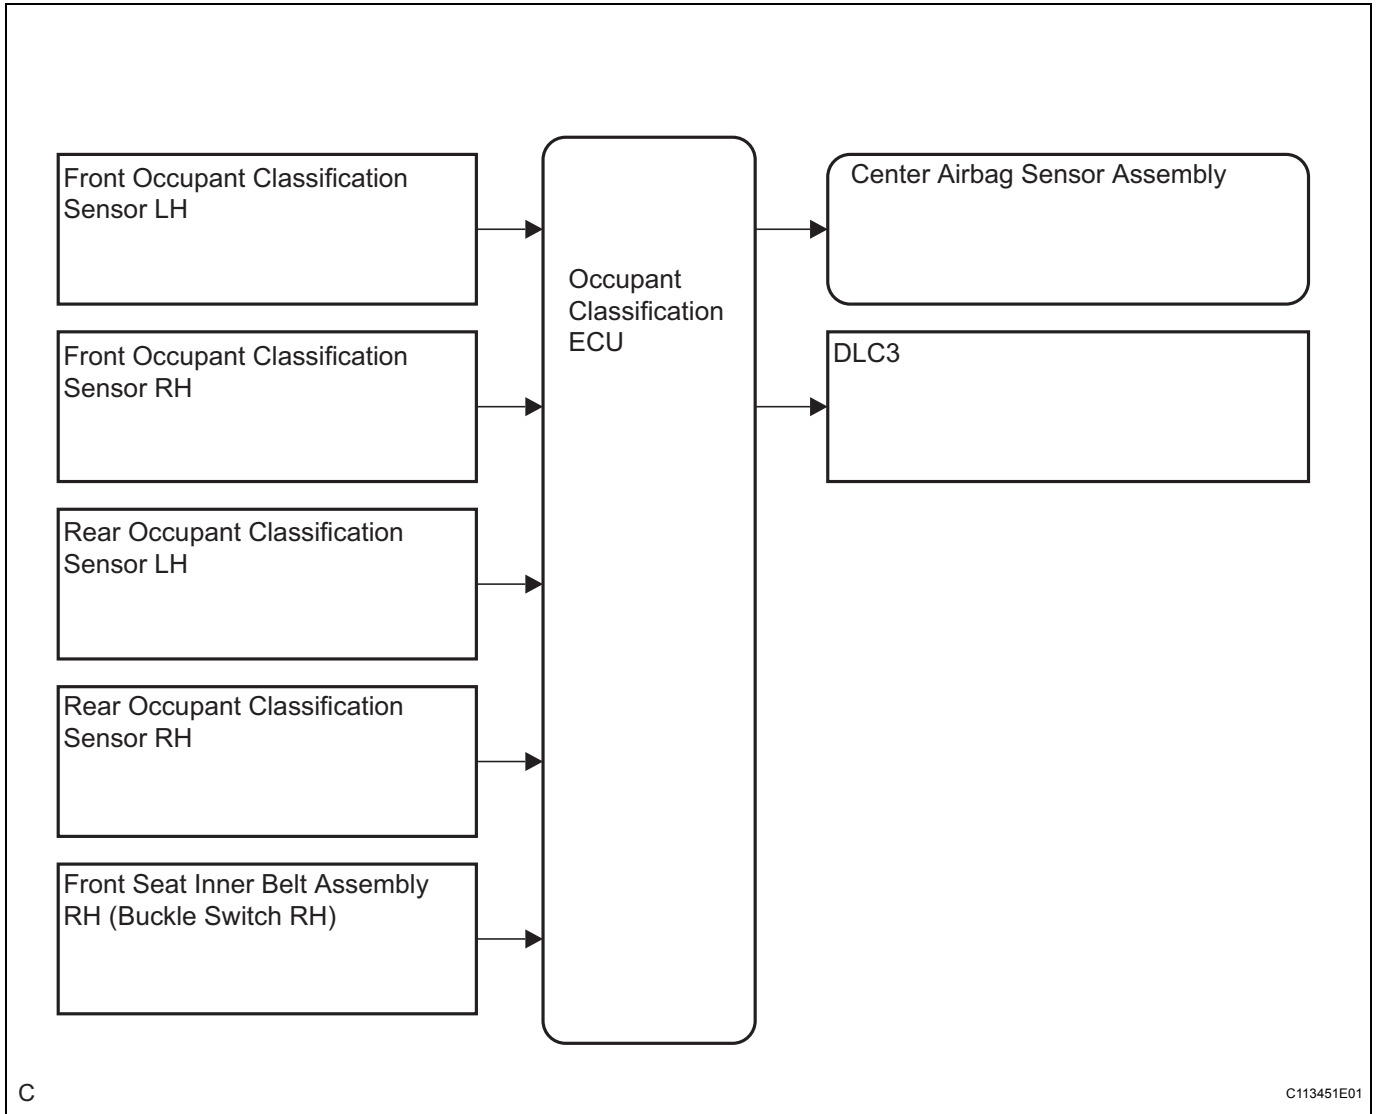 Front Occupant Classification
Sensor LH
Front Occupant Classification
Sensor RH
Rear Occupant Classification
Sensor LH
Rear Occupant Classification
Sensor RH
Front Seat Inner Belt Assembly
RH (Buckle Switch RH)
Occupant
Classification
ECU
Center Airbag Sensor Assembly
DLC3
C
C113451E01